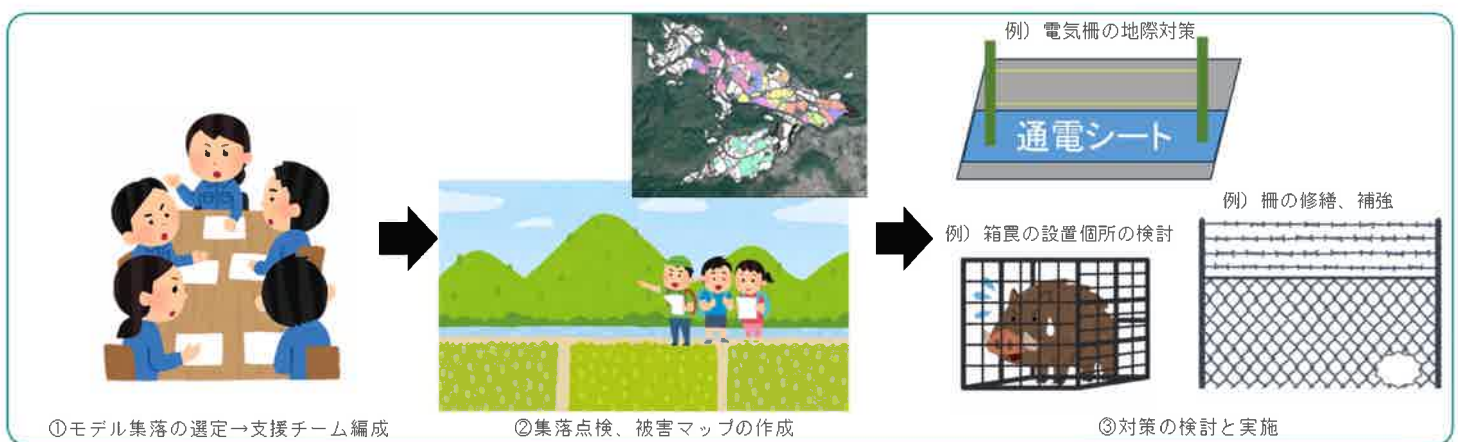 例）電気柵の地際対策
通電シート
例）柵の修繕、補強
例）箱罠の設置個所の検討
①モデル集落の選定→支援チーム編成
②集落点検、被害マップの作成
③対策の検討と実施